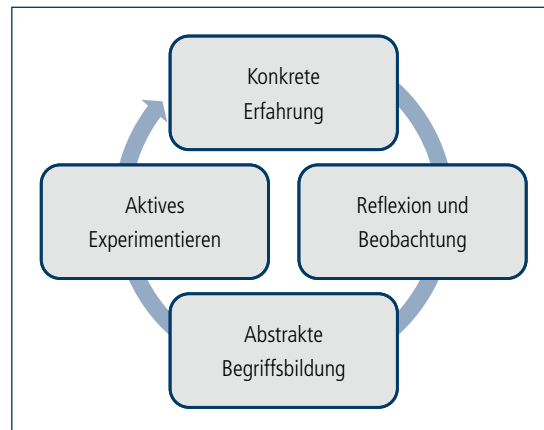 Konkrete
Erfahrung
Reflexion und
Beobachtung
Abstrakte
Begriffsbildung
Aktives
Experimentieren